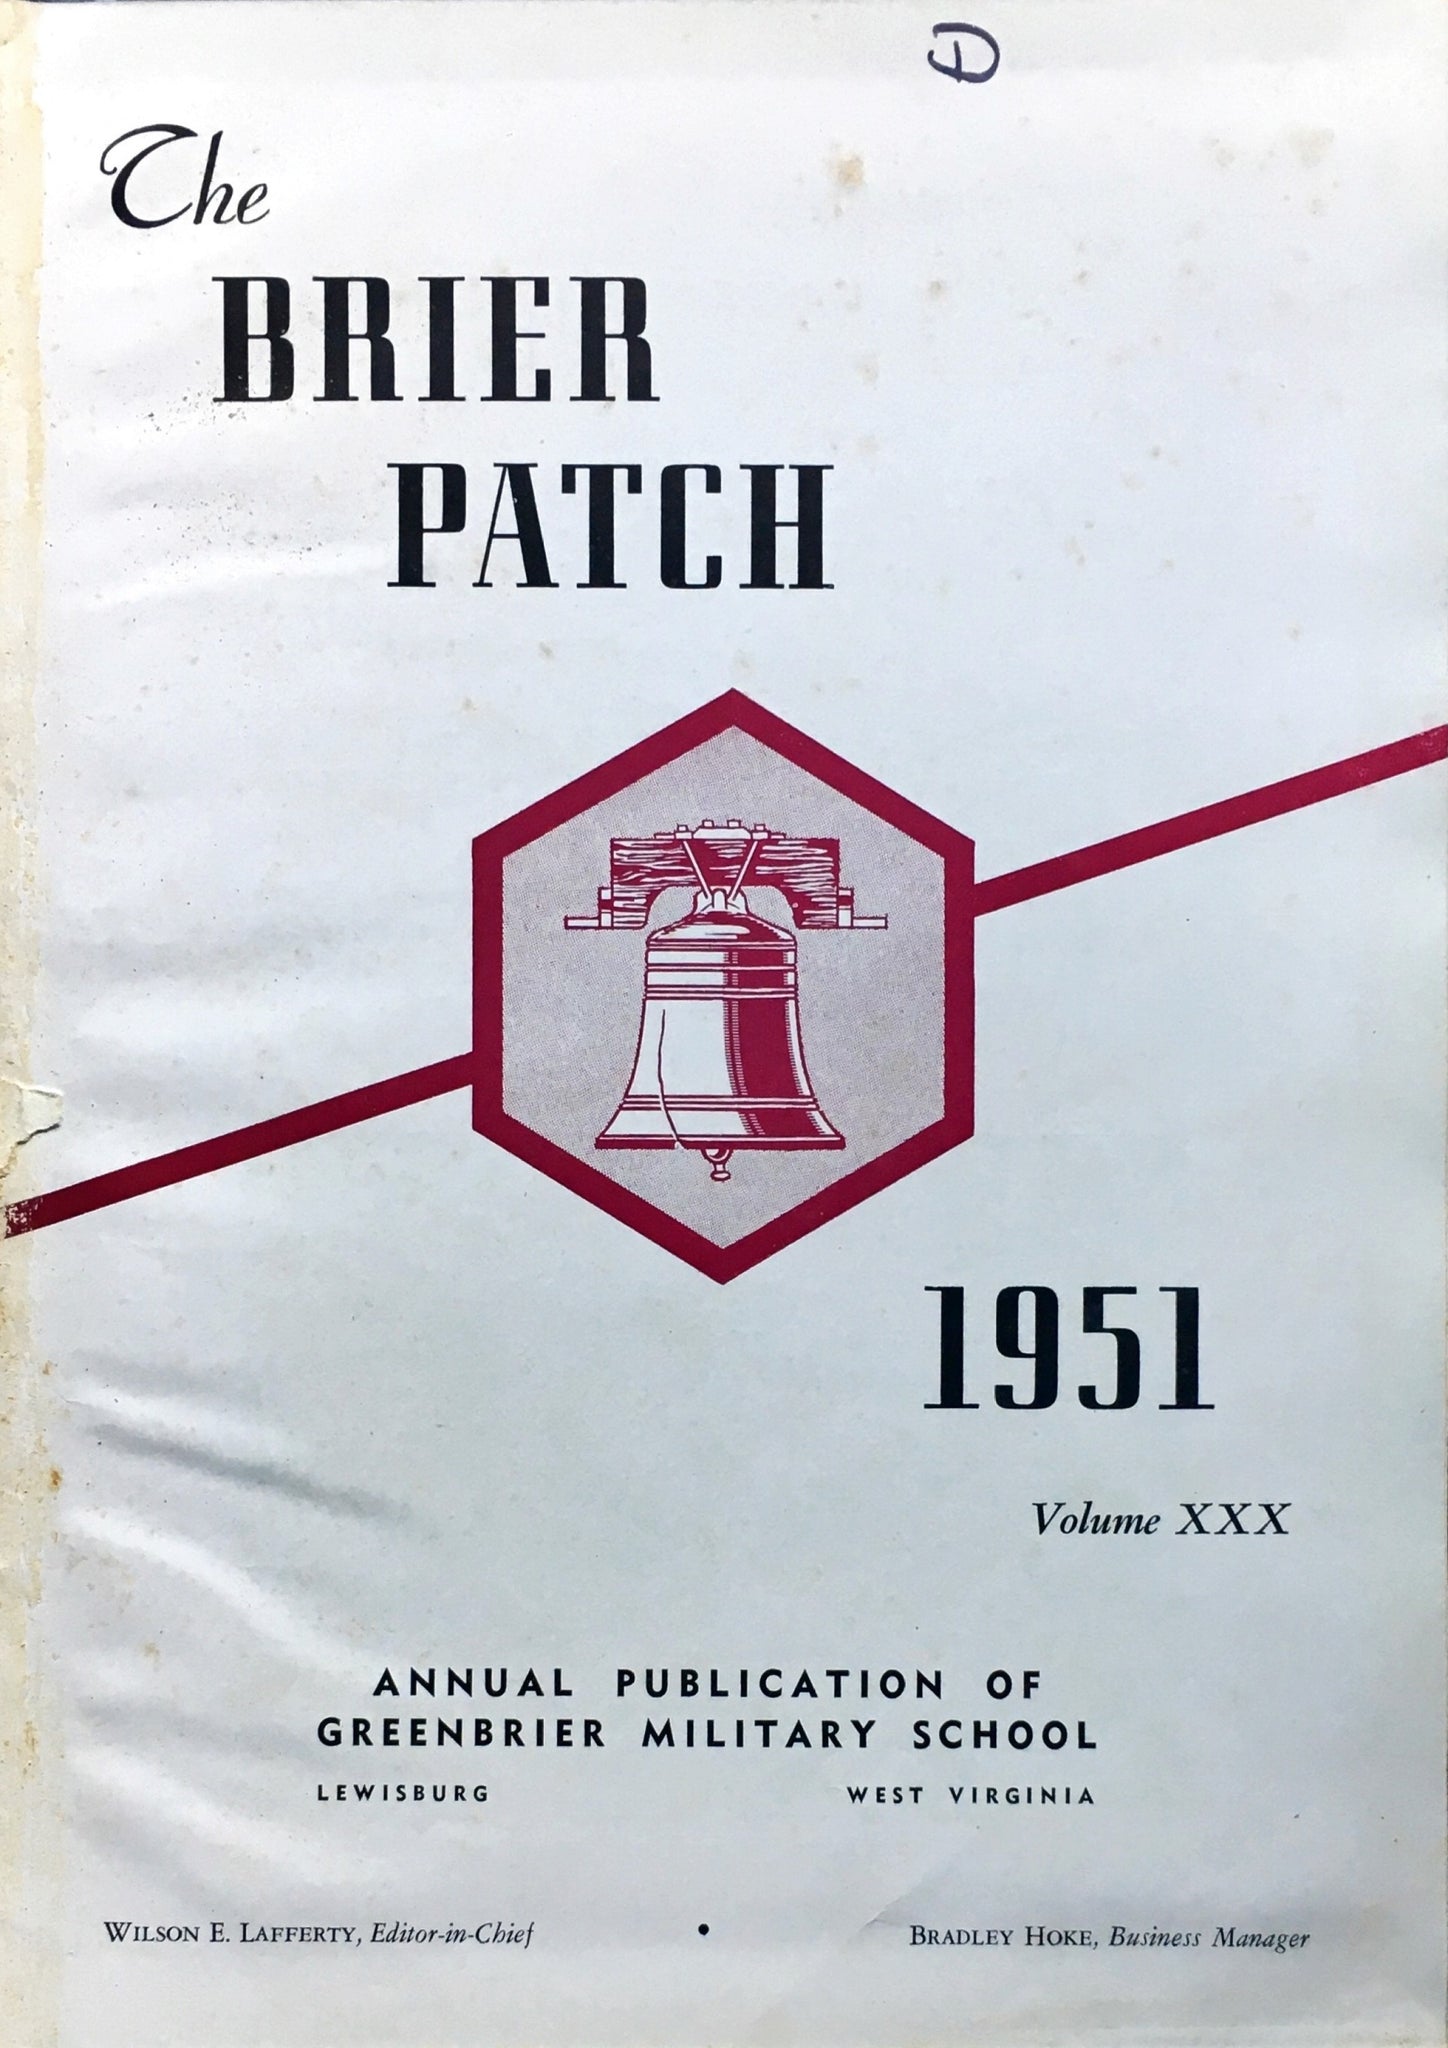 D
The
BRIER
PATCH
1951
Volume XXX
ANNUAL PUBLICATION OF
GREENBRIER MILITARY SCHOOL
LEWISBURG WEST VIRGINIA
WILSON E. LAFFERTY, Editor-in-Chief • BRADLEY HOKE, Business Manager